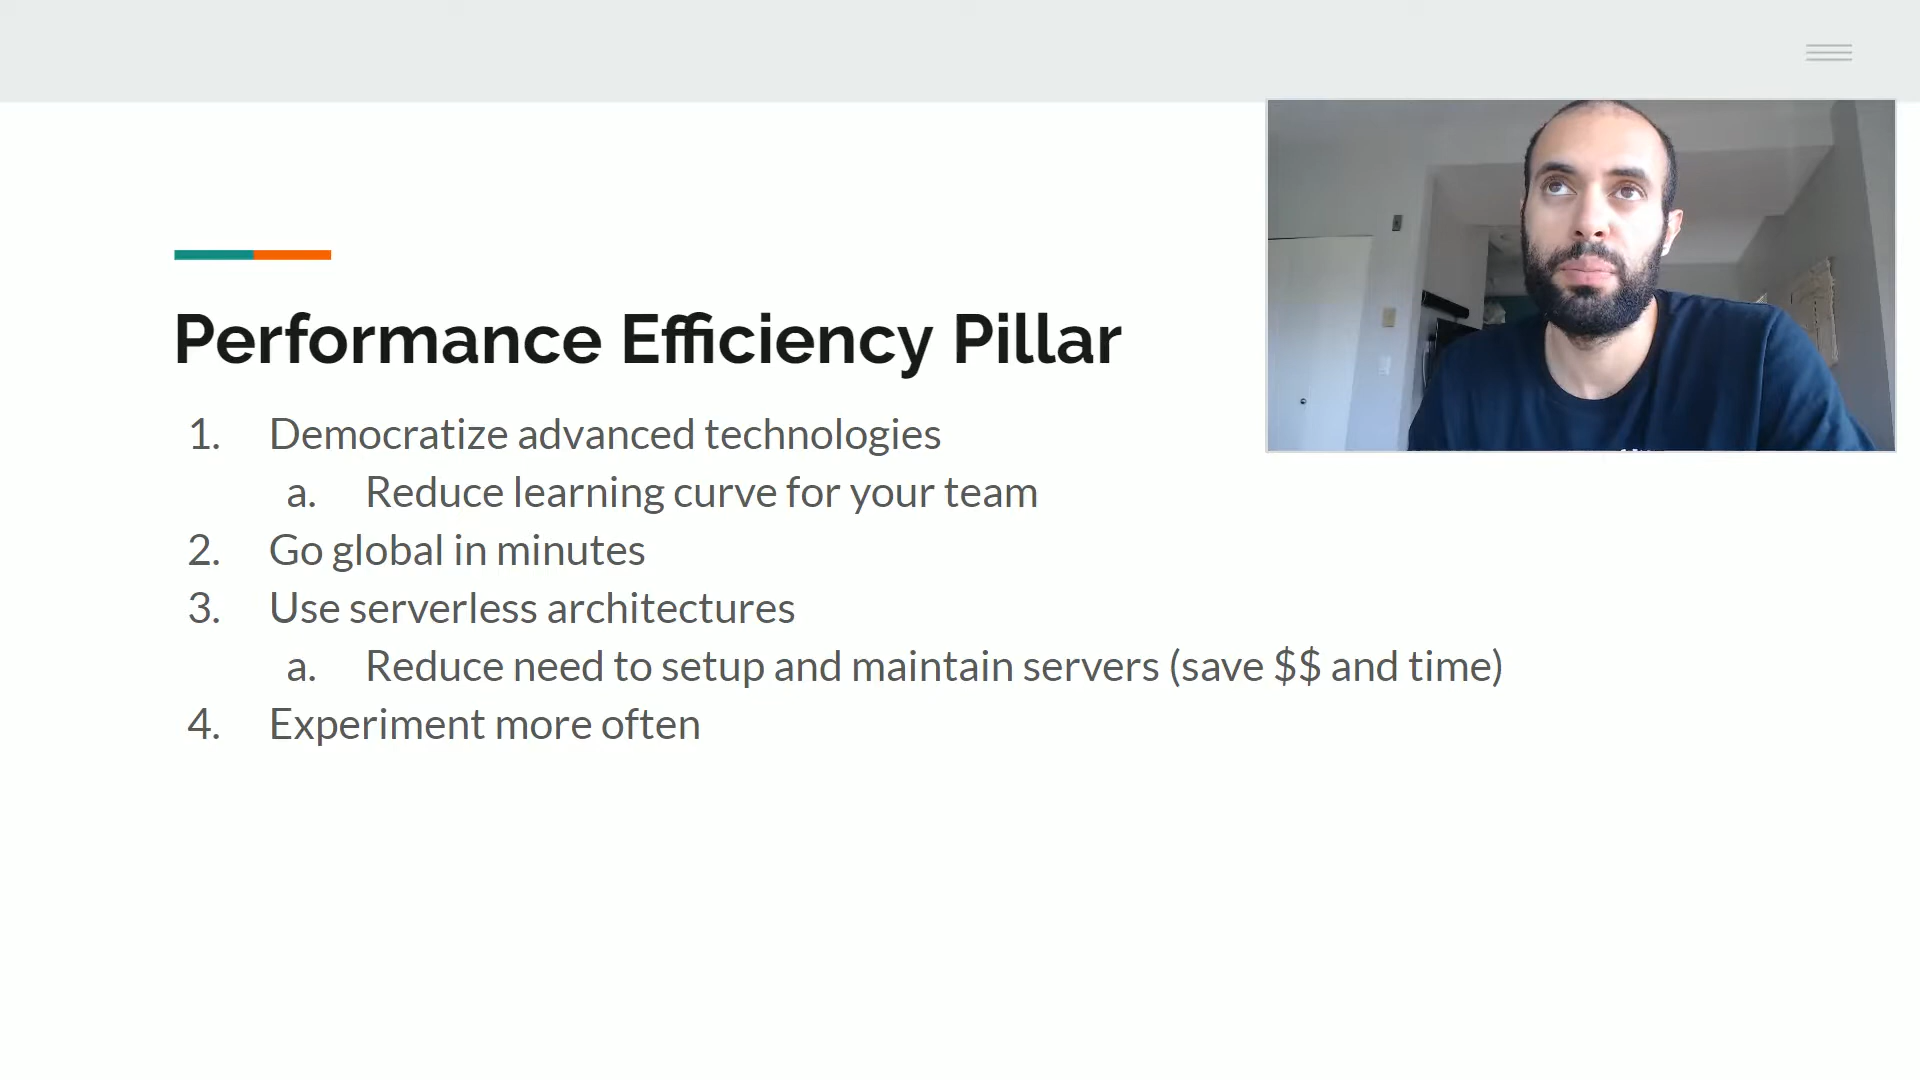 Performance Efficiency Pillar
1. Democratize advanced technologies
a. Reduce learning curve for your team
2. Go global in minutes
3. Use serverless architectures
a. Reduce need to setup and maintain servers (save $$ and time)
4. Experiment more often